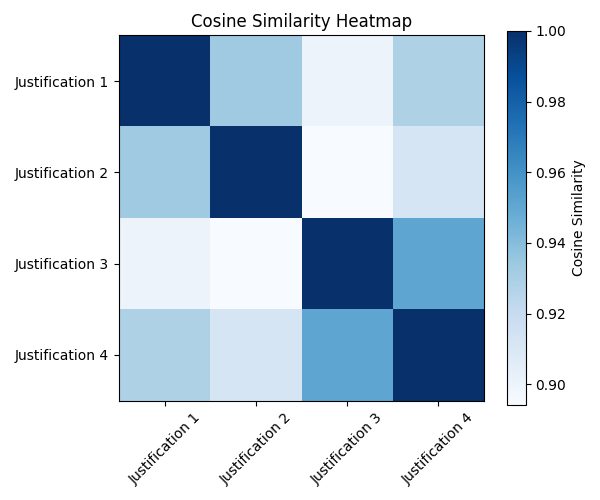 Cosine Similarity Heatmap
Justification 1
Justification 2
Justification 3
Justification 4
Justification 1
Justification 2
Justification 3
Justification 4
1.00
0.98
0.96
0.94
0.92
0.90
Cosine Similarity